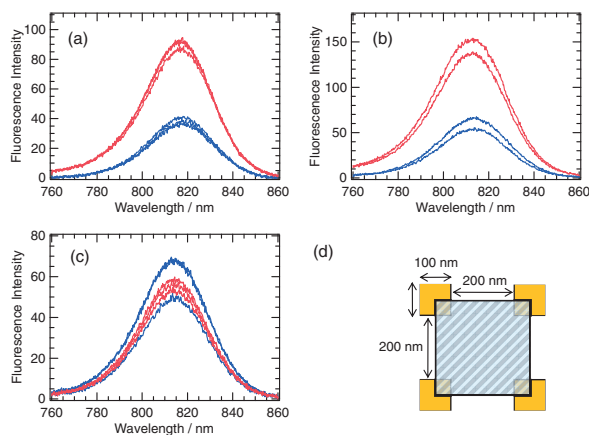 (a)
Fluorescence Intensity
100
80
60
40
20
0
760 780 800 820 840 860
Wavelength / nm
(b)
Fluorescenece Intensity
150
100
50
0
760 780 800 820 840 860
Wavelength / nm
(c)
Fluorescence Intensity
80
60
40
20
0
760 780 800 820 840 860
Wavelength / nm
(d)
100 nm
200 nm
200 nm